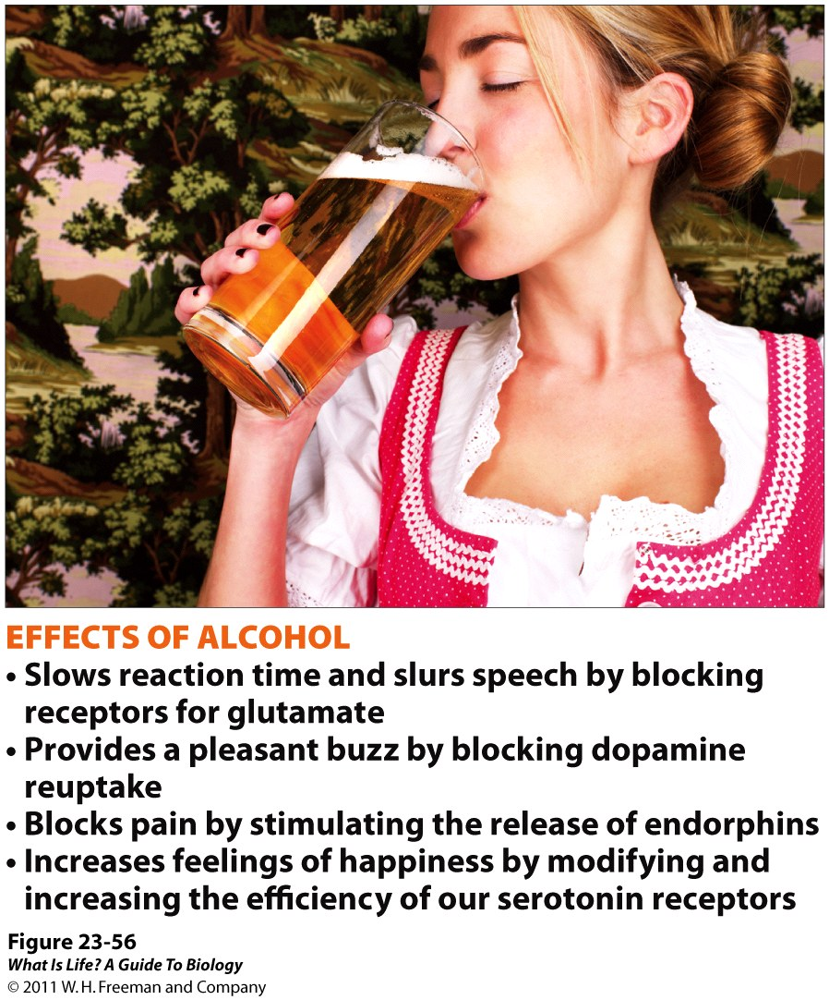 EFFECTS OF ALCOHOL
• Slows reaction time and slurs speech by blocking
receptors for glutamate
• Provides a pleasant buzz by blocking dopamine
reuptake
• Blocks pain by stimulating the release of endorphins
• Increases feelings of happiness by modifying and
increasing the efficiency of our serotonin receptors
Figure 23-56
What Is Life? A Guide To Biology
© 2011 W. H. Freeman and Company